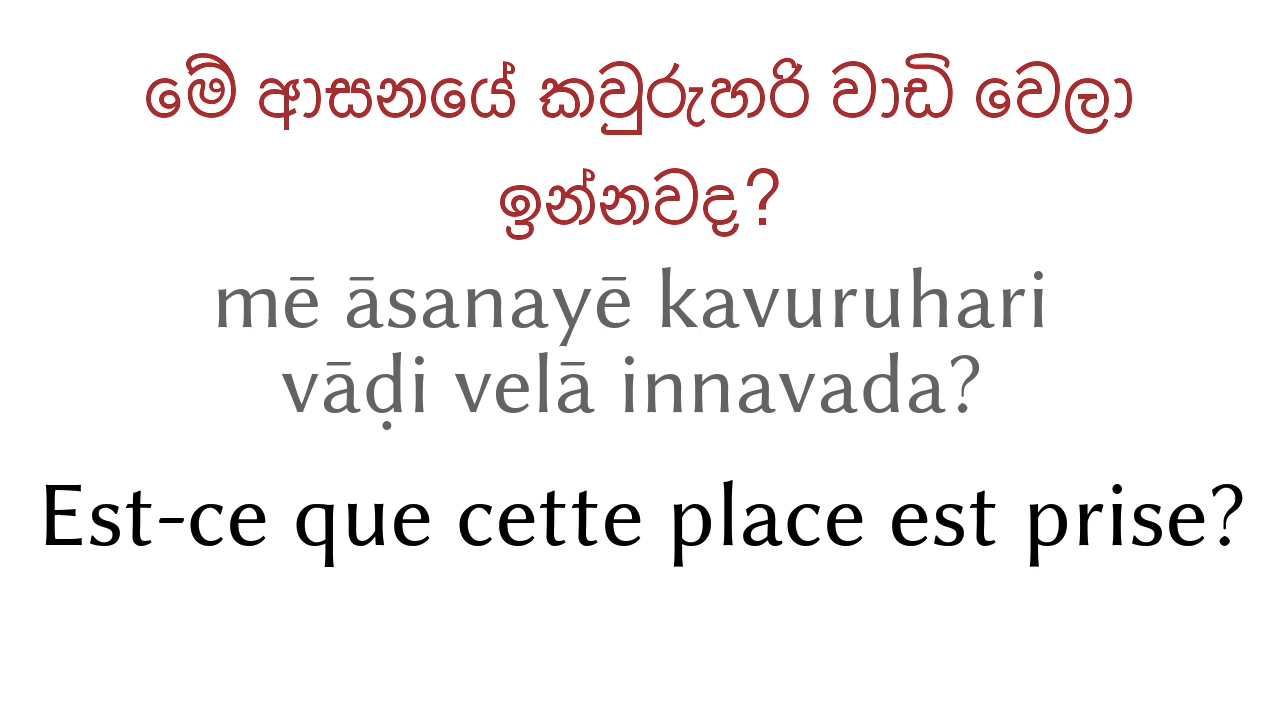 මේ ආසනයේ කවුරුහරි වාඩි වෙලා
ඉන්නවද?
mē āsanayē kavuruhari
vāḍi velā innavada?
Est-ce que cette place est prise?